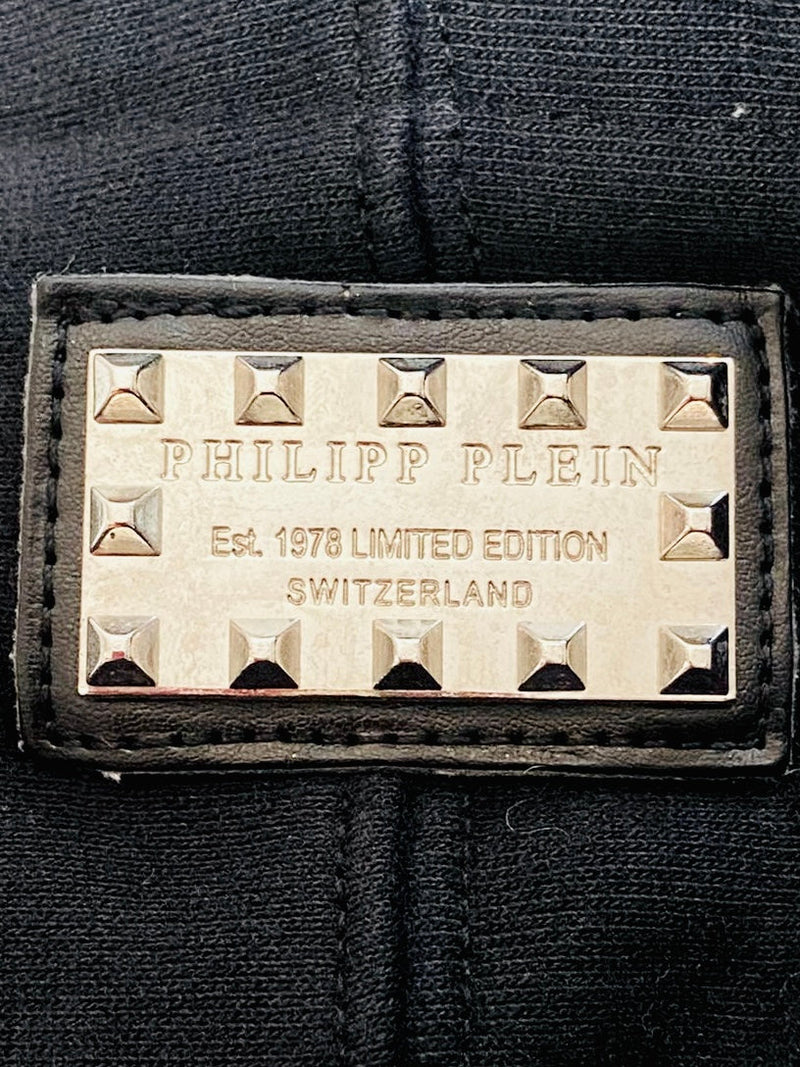 PHILIPP PLEIN
Est. 1978 LIMITED EDITION
SWITZERLAND